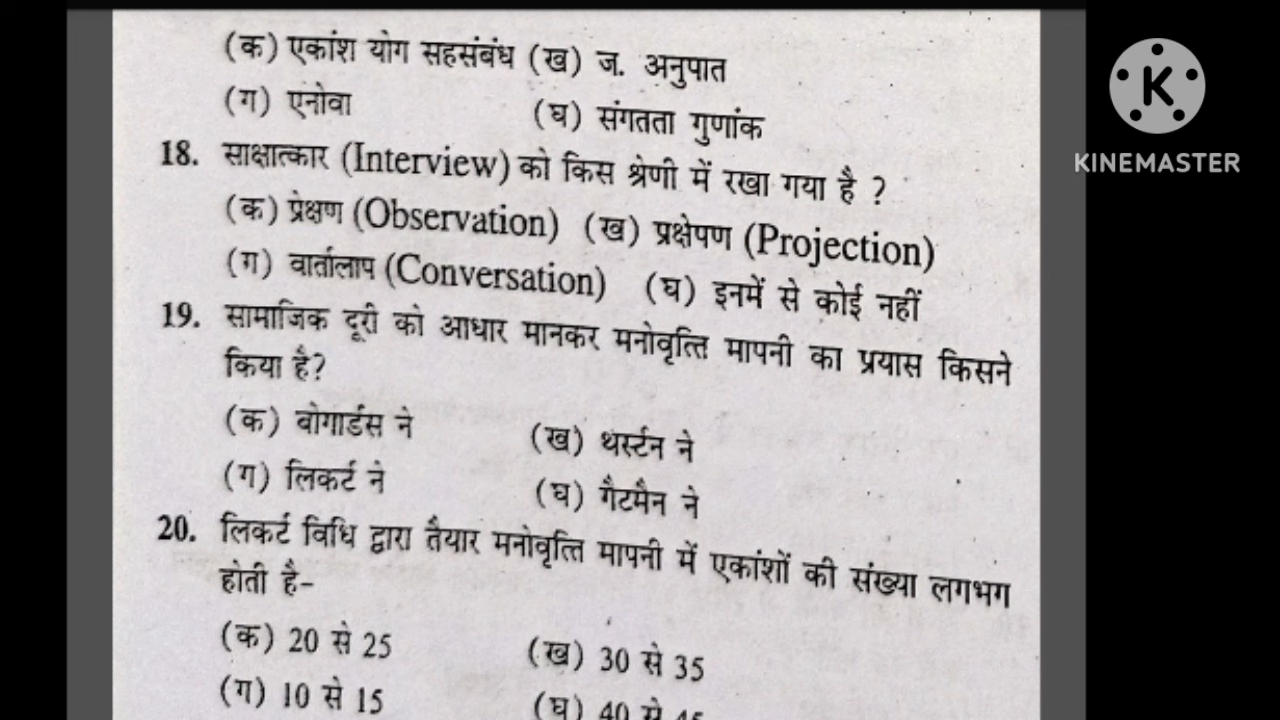 (क) एकांश योग सहसंबंध (ख) ज. अनुपात
(ग) एनोवा (घ) संगतता गुणांक
18. साक्षात्कार (Interview) को किस श्रेणी में रखा गया है ?
(क) प्रेक्षण (Observation) (ख) प्रक्षेपण (Projection)
(ग) वार्तालाप (Conversation) (घ) इनमें से कोई नहीं
19. सामाजिक दूरी को आधार मानकर मनोवृत्ति मापनी का प्रयास किसने
किया है?
(क) वोगार्डस ने (ख) थर्स्टन ने
(ग) लिकर्ट ने (घ) गैटमैन ने
20. लिकर्ट विधि द्वारा तैयार मनोवृत्ति मापनी में एकांशों की संख्या लगभग
होती है-
(क) 20 से 25 (ख) 30 से 35
(ग) 10 से 15 (घ) 40 से 45
KINEMASTER